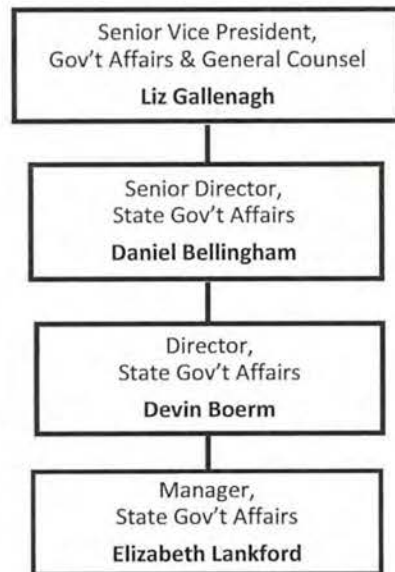 Senior Vice President,
Gov't Affairs & General Counsel
Liz Gallenagh
Senior Director,
State Gov't Affairs
Daniel Bellingham
Director,
State Gov't Affairs
Devin Boerm
Manager,
State Gov't Affairs
Elizabeth Lankford